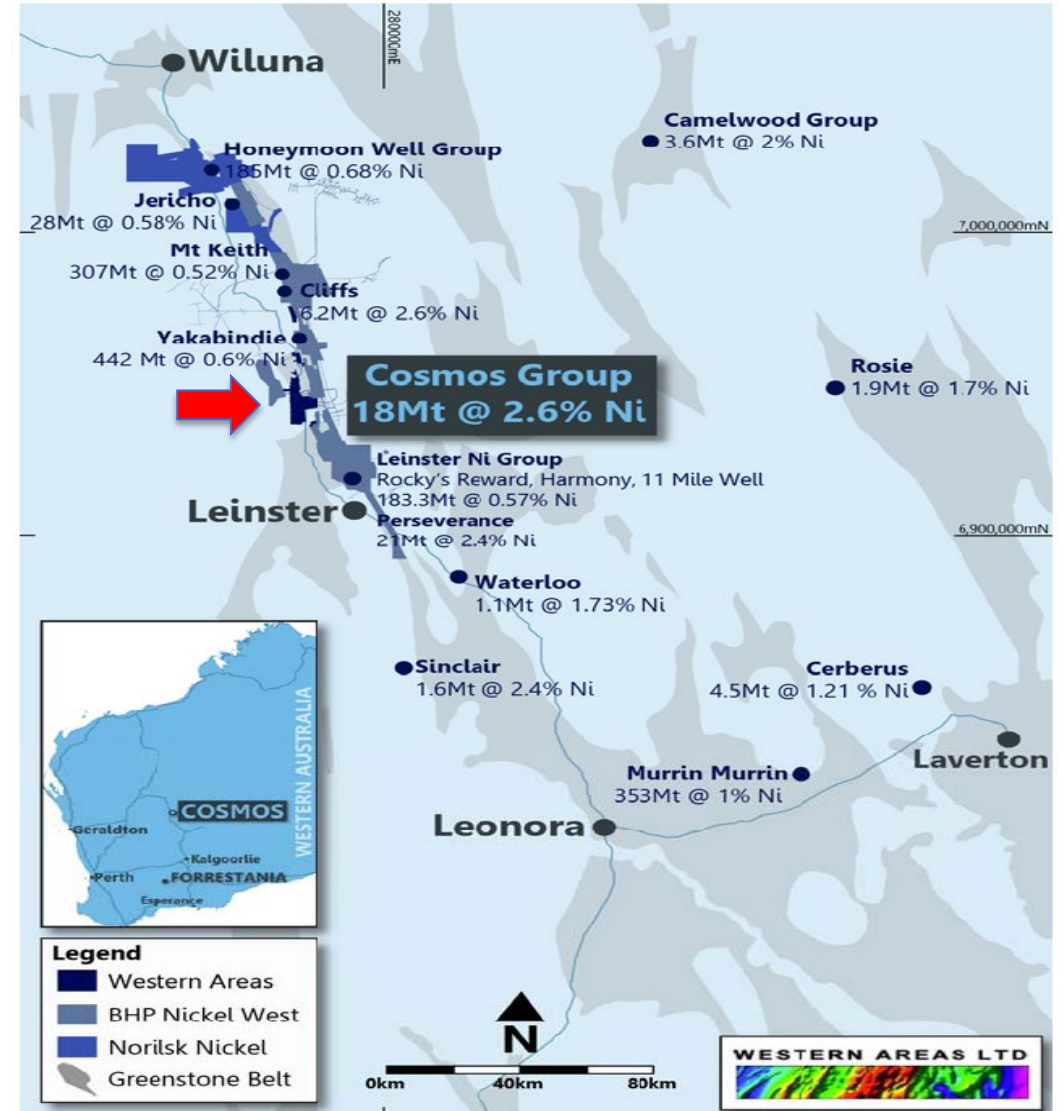 280000mE
Wiluna
Camelwood Group
3.6Mt @ 2% Ni
Honeymoon Well Group
185Mt @ 0.68% Ni
Jericho
28Mt @ 0.58% Ni
7,000,000mN
Mt Keith
307Mt @ 0.52% Ni
Cliffs
6.2Mt @ 2.6% Ni
Yakabindie
442 Mt @ 0.6% Ni
Rosie
1.9Mt @ 1.7% Ni
Cosmos Group
18Mt @ 2.6% Ni
Leinster Ni Group
Rocky's Reward, Harmony, 11 Mile Well
183.3Mt @ 0.57% Ni
Leinster
Perseverance
21Mt @ 2.4% Ni
6,900,000mN
Waterloo
1.1Mt @ 1.73% Ni
Sinclair
1.6Mt @ 2.4% Ni
Cerberus
4.5Mt @ 1.21 % Ni
Laverton
Murrin Murrin
353Mt @ 1% Ni
Leonora
WESTERN AUSTRALIA
COSMOS
Geraldton
Kalgoorlie
Perth
FORRESTANIA
Esperance
Legend
Western Areas
BHP Nickel West
Norilsk Nickel
Greenstone Belt
N
0km 40km 80km
WESTERN AREAS LTD